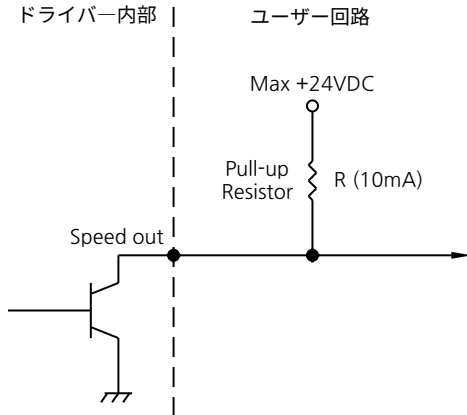 ドライバー内部
ユーザー回路
Max +24VDC
Pull-up
Resistor
R (10mA)
Speed out